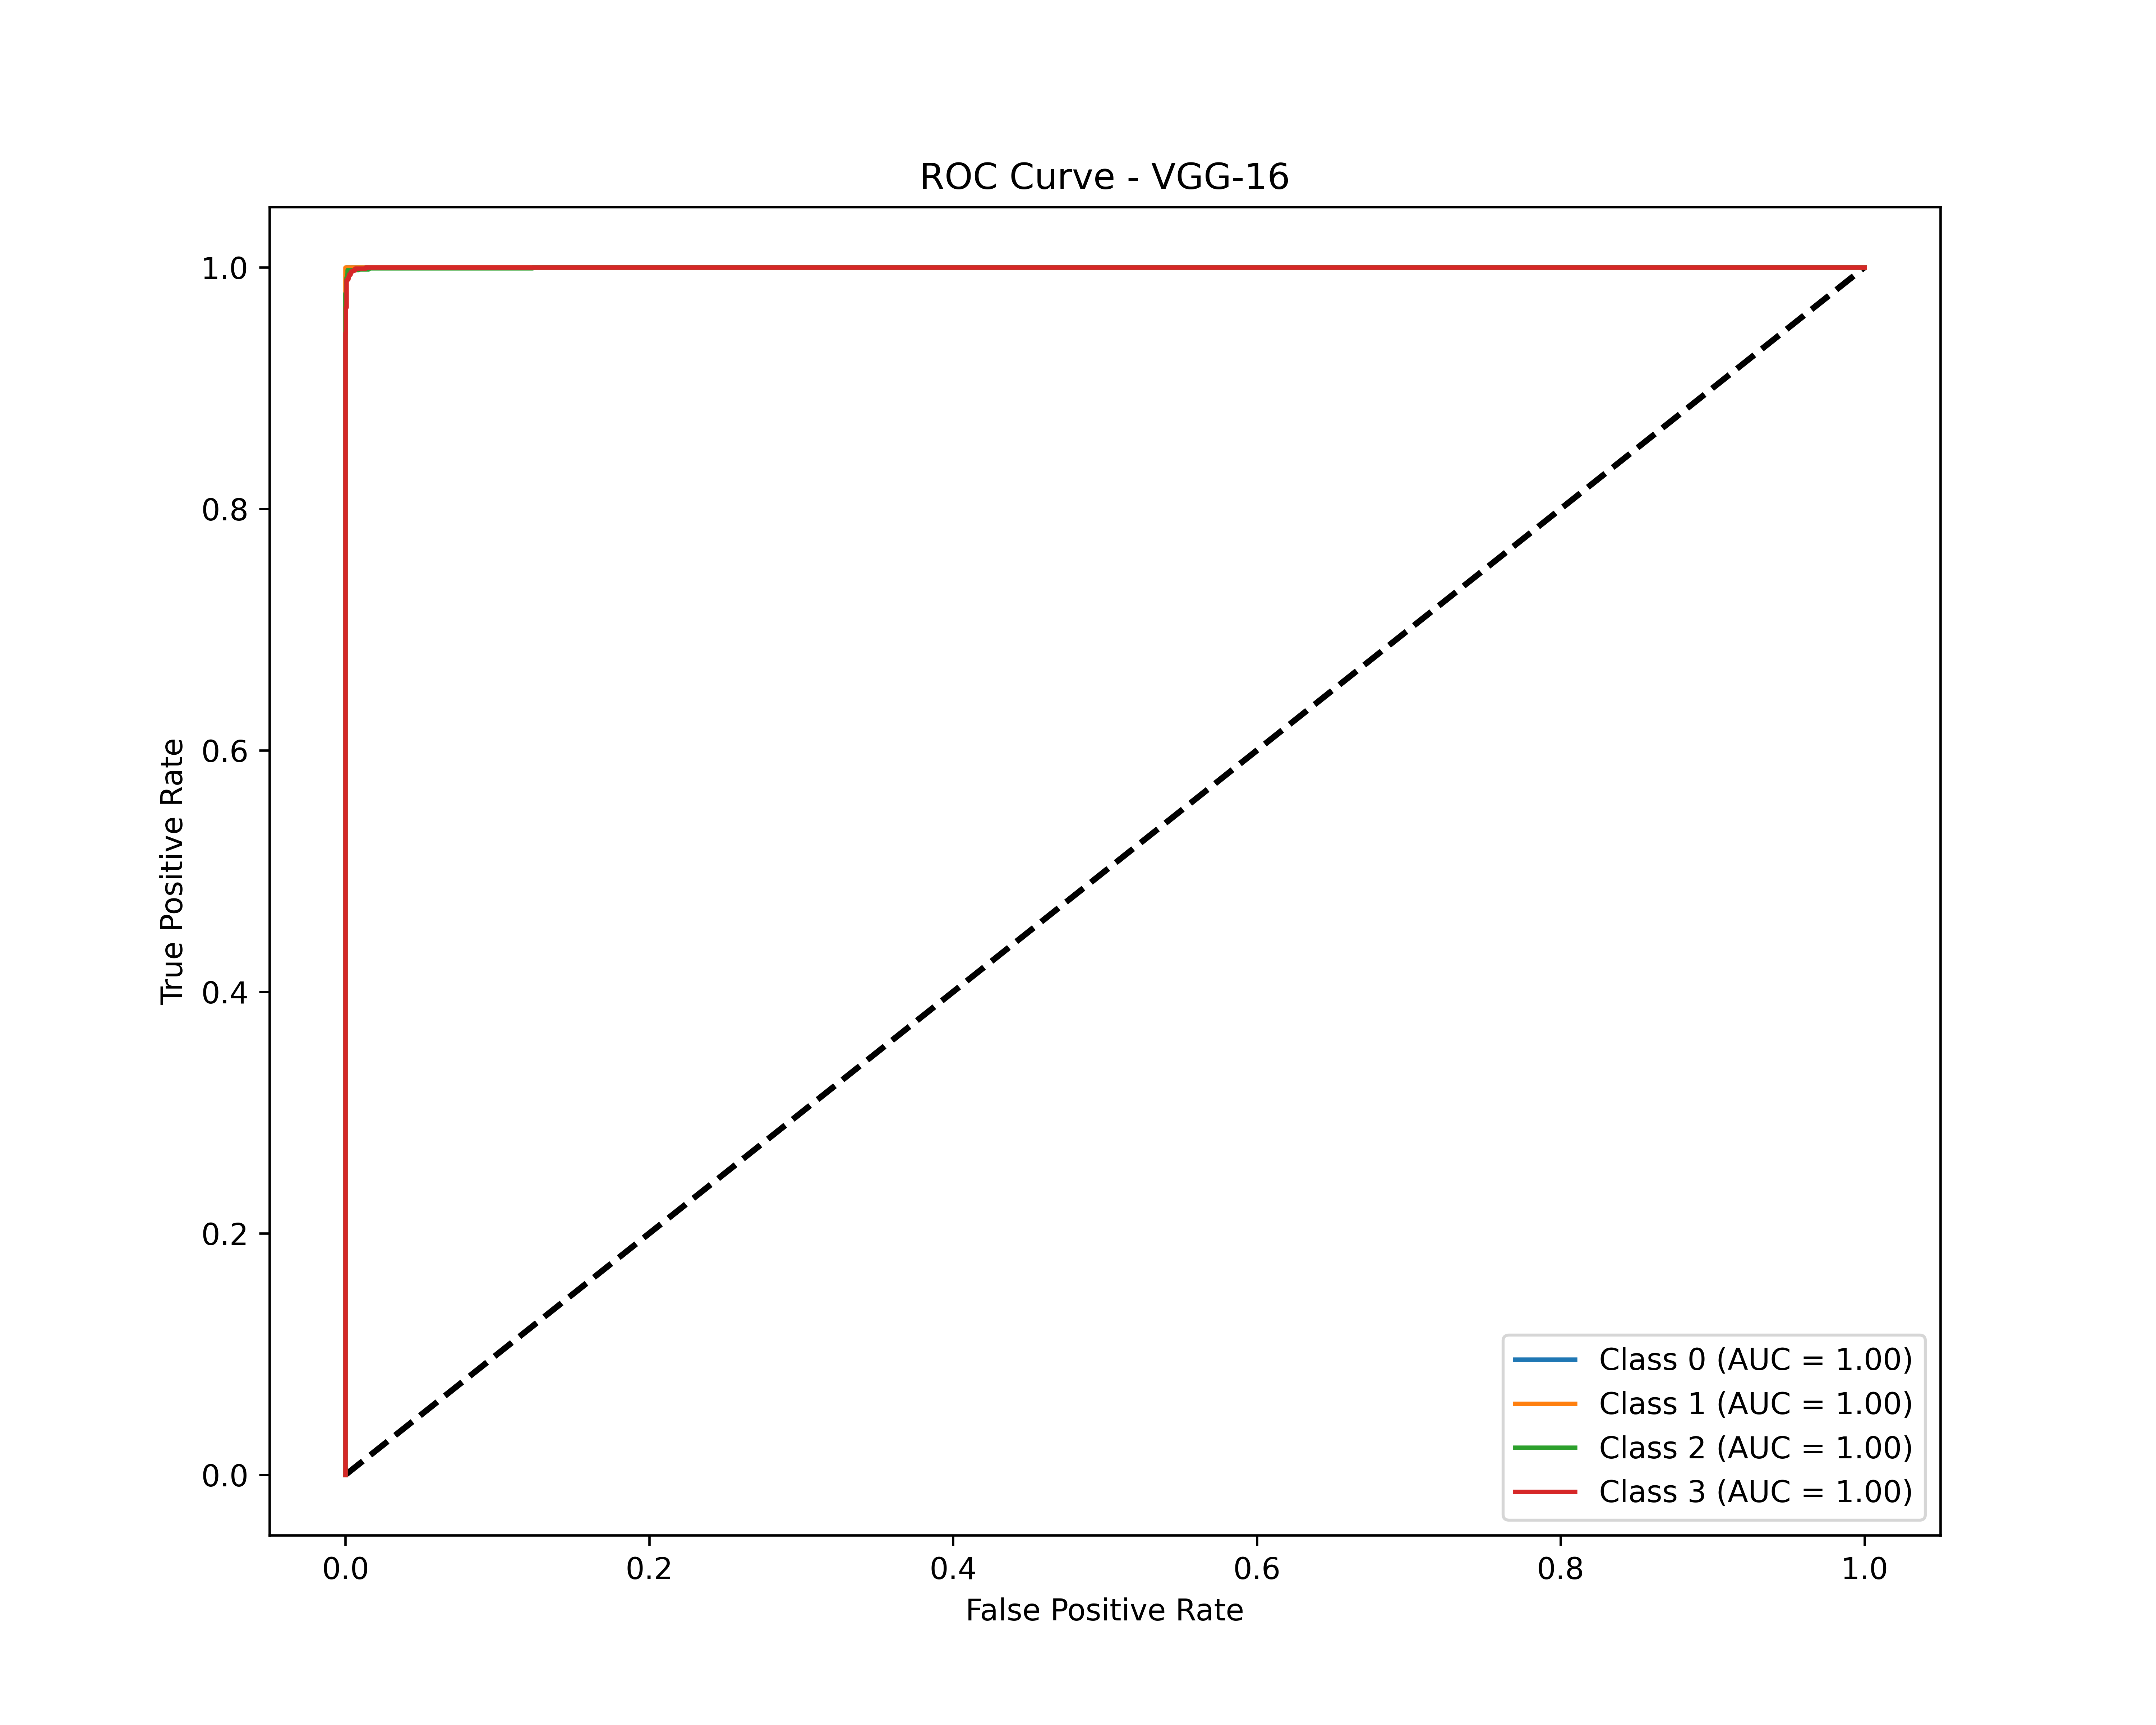 ROC Curve - VGG-16
1.0
0.8
0.6
0.4
0.2
0.0
True Positive Rate
Class 0 (AUC = 1.00)
Class 1 (AUC = 1.00)
Class 2 (AUC = 1.00)
Class 3 (AUC = 1.00)
0.0 0.2 0.4 0.6 0.8 1.0
False Positive Rate